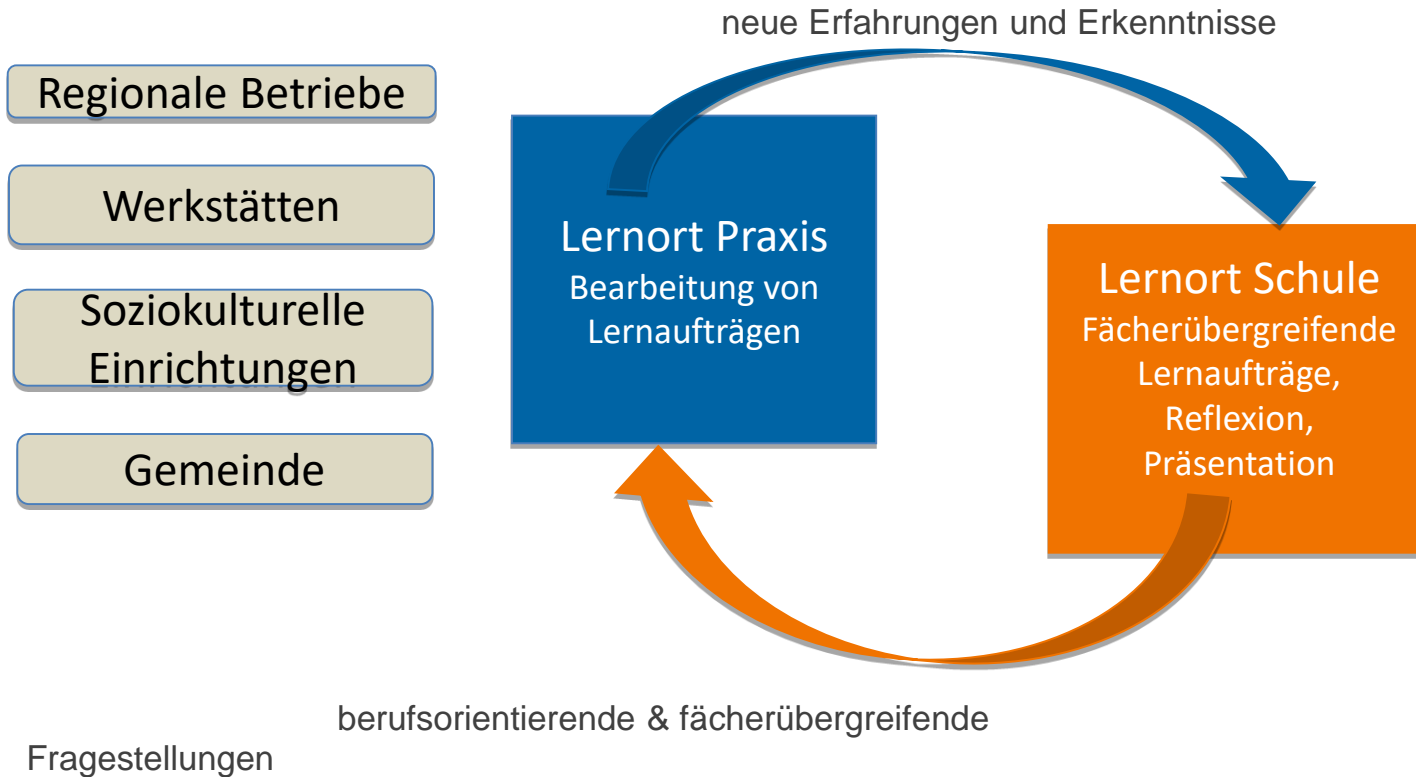 neue Erfahrungen und Erkenntnisse
Regionale Betriebe
Werkstätten
Soziokulturelle
Einrichtungen
Gemeinde
Lernort Praxis
Bearbeitung von
Lernaufträgen
Lernort Schule
Fächerübergreifende
Lernaufträge,
Reflexion,
Präsentation
berufsorientierende & fächerübergreifende
Fragestellungen